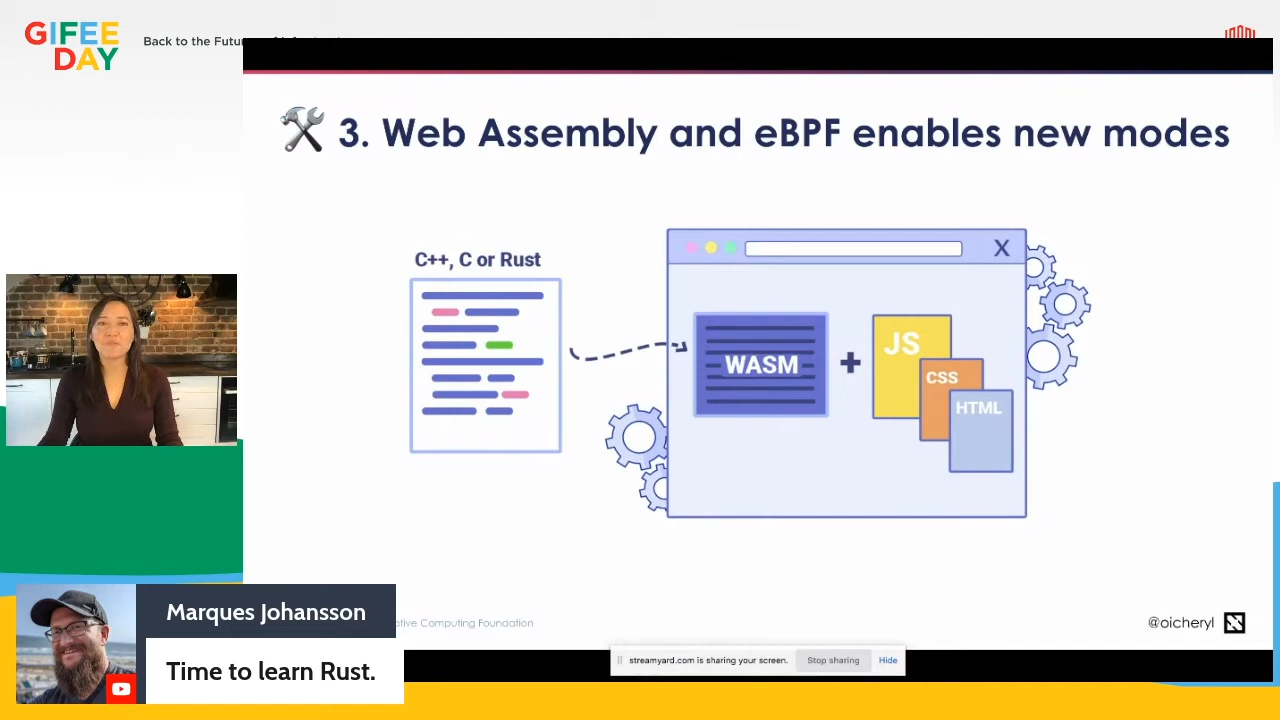 GIFEE
DAY
Back to the Futu
3. Web Assembly and eBPF enables new modes
C++, C or Rust
X
WASM
+
JS
CSS
HTML
Computing Foundation
@oicheryl
streamyard.com is sharing your screen.
Stop sharing
Hide
Marques Johansson
Time to learn Rust.